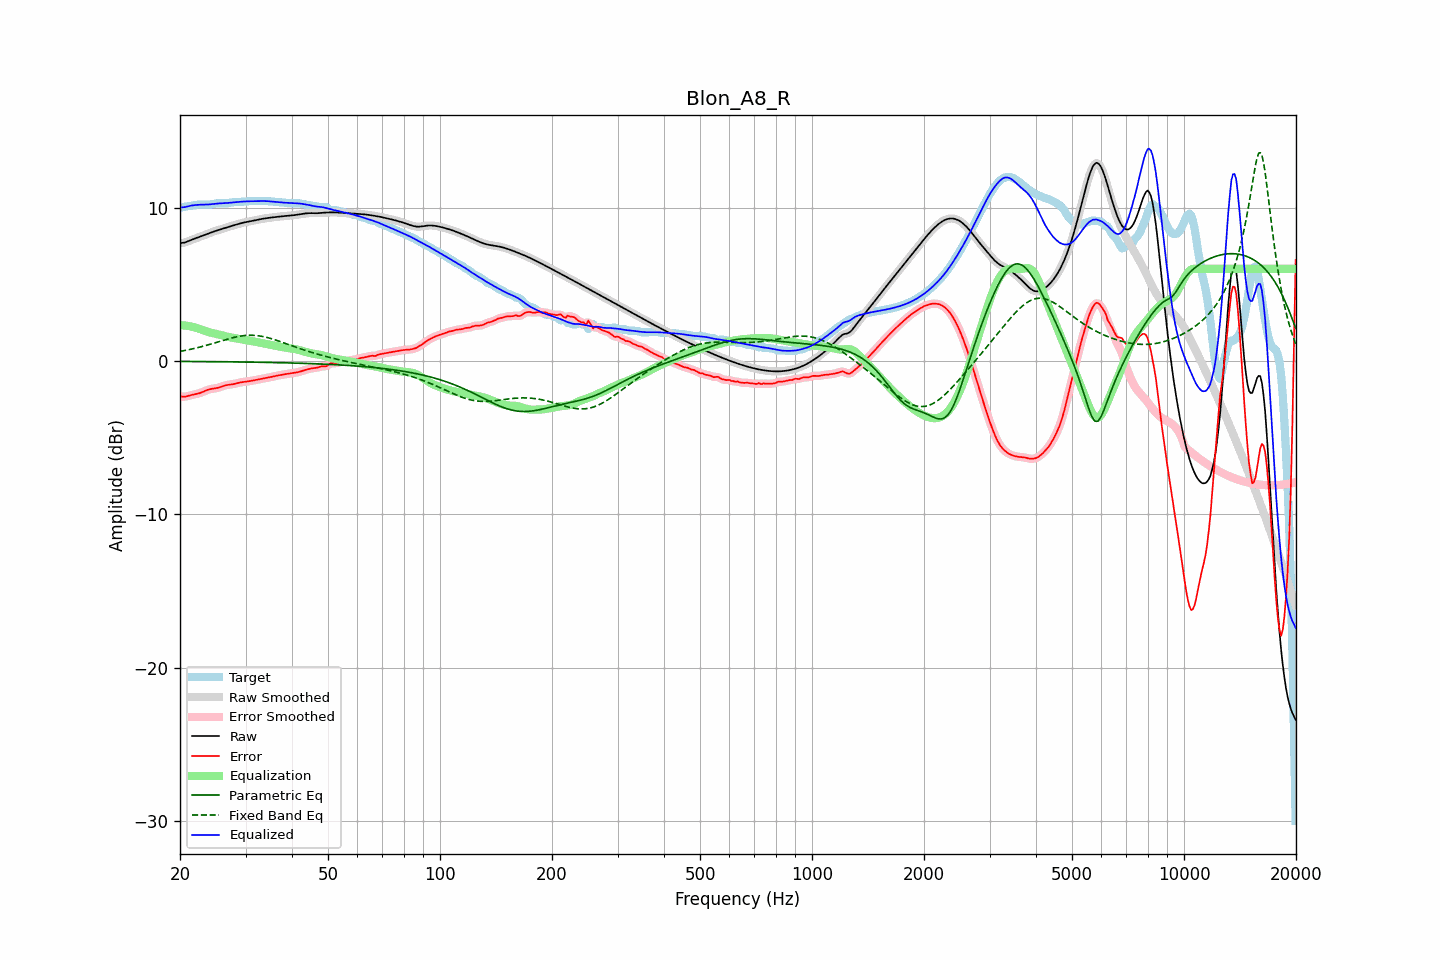 Blon_A8_R
Amplitude (dBr)
10
0
−10
−20
−30
Target
Raw Smoothed
Error Smoothed
Raw
Error
Equalization
Parametric Eq
Fixed Band Eq
Equalized
20 50 100 200 500 1000 2000 5000 10000 20000
Frequency (Hz)